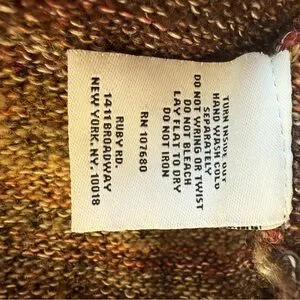 TURN INSIDE OUT
HAND WASH COLD
SEPARATELY
DO NOT WRING OR TWIST
DO NOT BLEACH
LAY FLAT TO DRY
DO NOT IRON
RN 107680
RUBY RD.
1411 BROADWAY
NEW YORK, NY. 10018